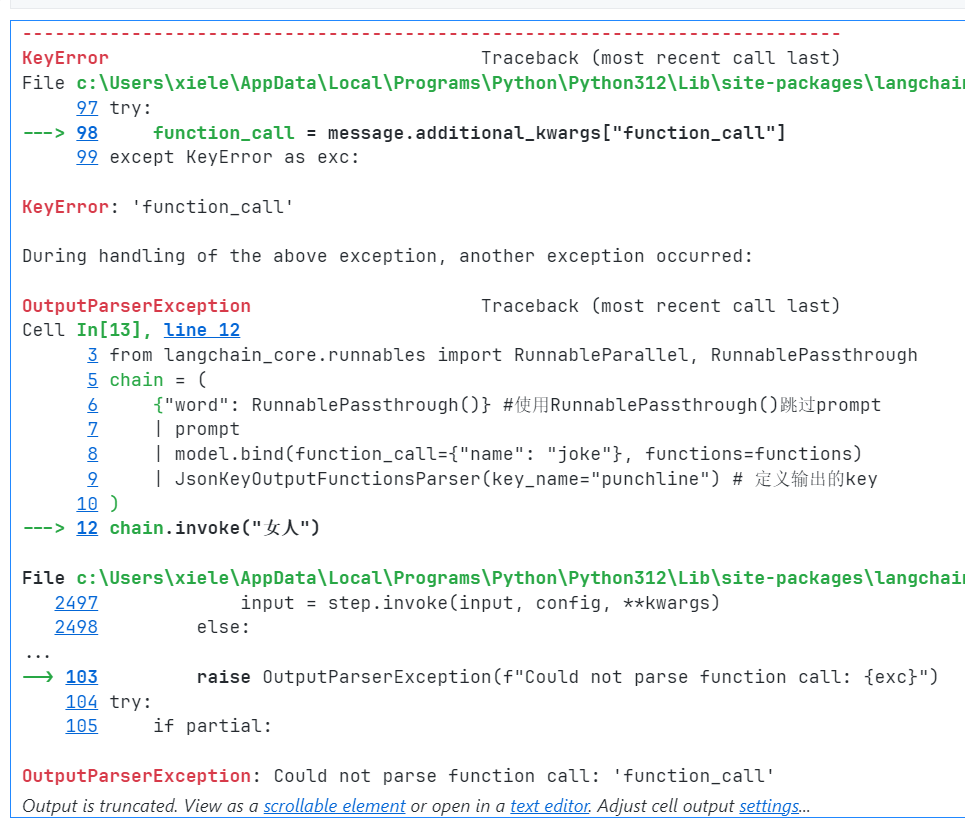 ---------------------------------------------------------------------------
KeyError                                  Traceback (most recent call last)
File c:\Users\xiele\AppData\Local\Programs\Python\Python312\Lib\site-packages\langchain
     97 try:
---> 98     function_call = message.additional_kwargs["function_call"]
     99 except KeyError as exc:
KeyError: 'function_call'
During handling of the above exception, another exception occurred:
OutputParserException                     Traceback (most recent call last)
Cell In[13], line 12
      3 from langchain_core.runnables import RunnableParallel, RunnablePassthrough
      5 chain = (
      6     {"word": RunnablePassthrough()} #使用RunnablePassthrough()跳过prompt
      7     | prompt
      8     | model.bind(function_call={"name": "joke"}, functions=functions)
      9     | JsonKeyOutputFunctionsParser(key_name="punchline") # 定义输出的key
     10 )
---> 12 chain.invoke("女人")
File c:\Users\xiele\AppData\Local\Programs\Python\Python312\Lib\site-packages\langchain
   2497             input = step.invoke(input, config, **kwargs)
   2498         else:
...
--> 103         raise OutputParserException(f"Could not parse function call: {exc}")
    104 try:
    105     if partial:
OutputParserException: Could not parse function call: 'function_call'
Output is truncated. View as a scrollable element or open in a text editor. Adjust cell output settings...